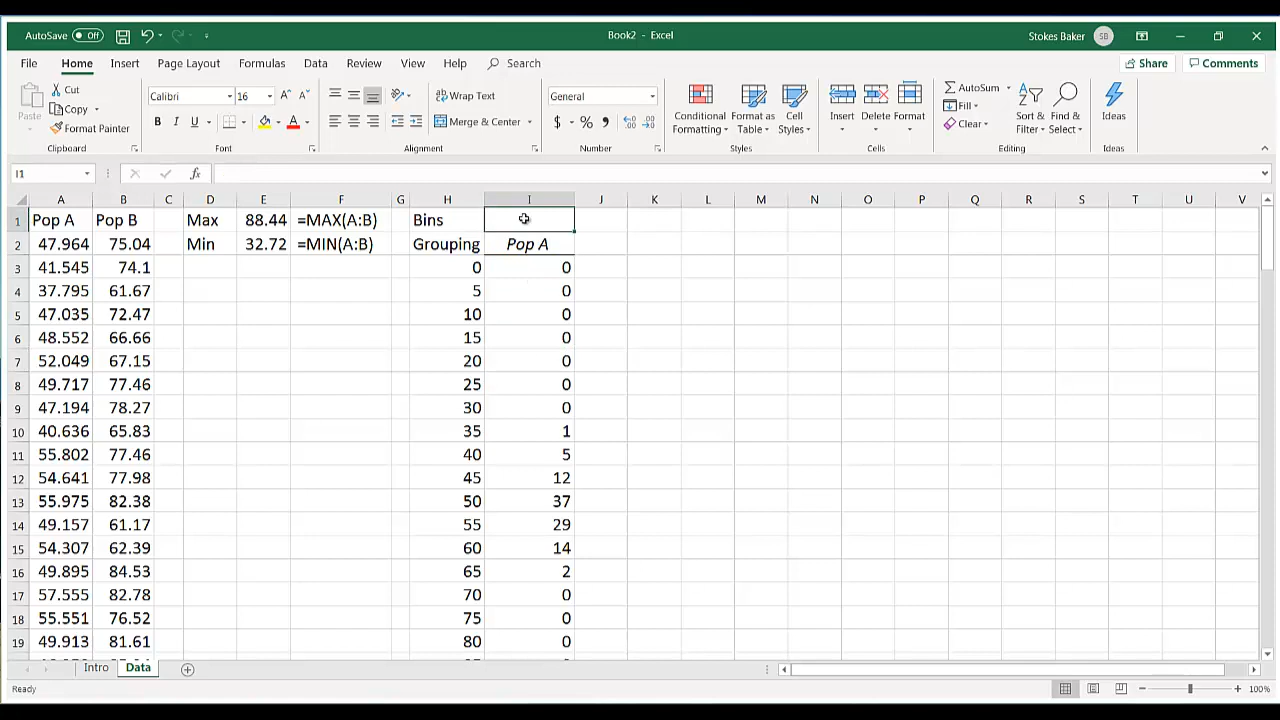 AutoSave Off Book2 - Excel Stokes Baker SB
File Home Insert Page Layout Formulas Data Review View Help Search Share Comments
Paste Cut Copy Format Painter Clipboard
Calibri 16 A A B I U A Font
ab Wrap Text Merge & Center Alignment
General $ % , Number
Conditional Formatting Format as Table Cell Styles Styles
Insert Delete Format Cells
AutoSum Fill Clear Sort & Filter Find & Select Editing
Ideas Ideas
I1 fx
A B C D E F G H I J K L M N O P Q R S T U V
1 Pop A Pop B Max 88.44 =MAX(A:B) Bins
2 47.964 75.04 Min 32.72 =MIN(A:B) Grouping Pop A
3 41.545 74.1 0 0
4 37.795 61.67 5 0
5 47.035 72.47 10 0
6 48.552 66.66 15 0
7 52.049 67.15 20 0
8 49.717 77.46 25 0
9 47.194 78.27 30 0
10 40.636 65.83 35 1
11 55.802 77.46 40 5
12 54.641 77.98 45 12
13 55.975 82.38 50 37
14 49.157 61.17 55 29
15 54.307 62.39 60 14
16 49.895 84.53 65 2
17 57.555 82.78 70 0
18 55.551 76.52 75 0
19 49.913 81.61 80 0
Intro Data
Ready 100%